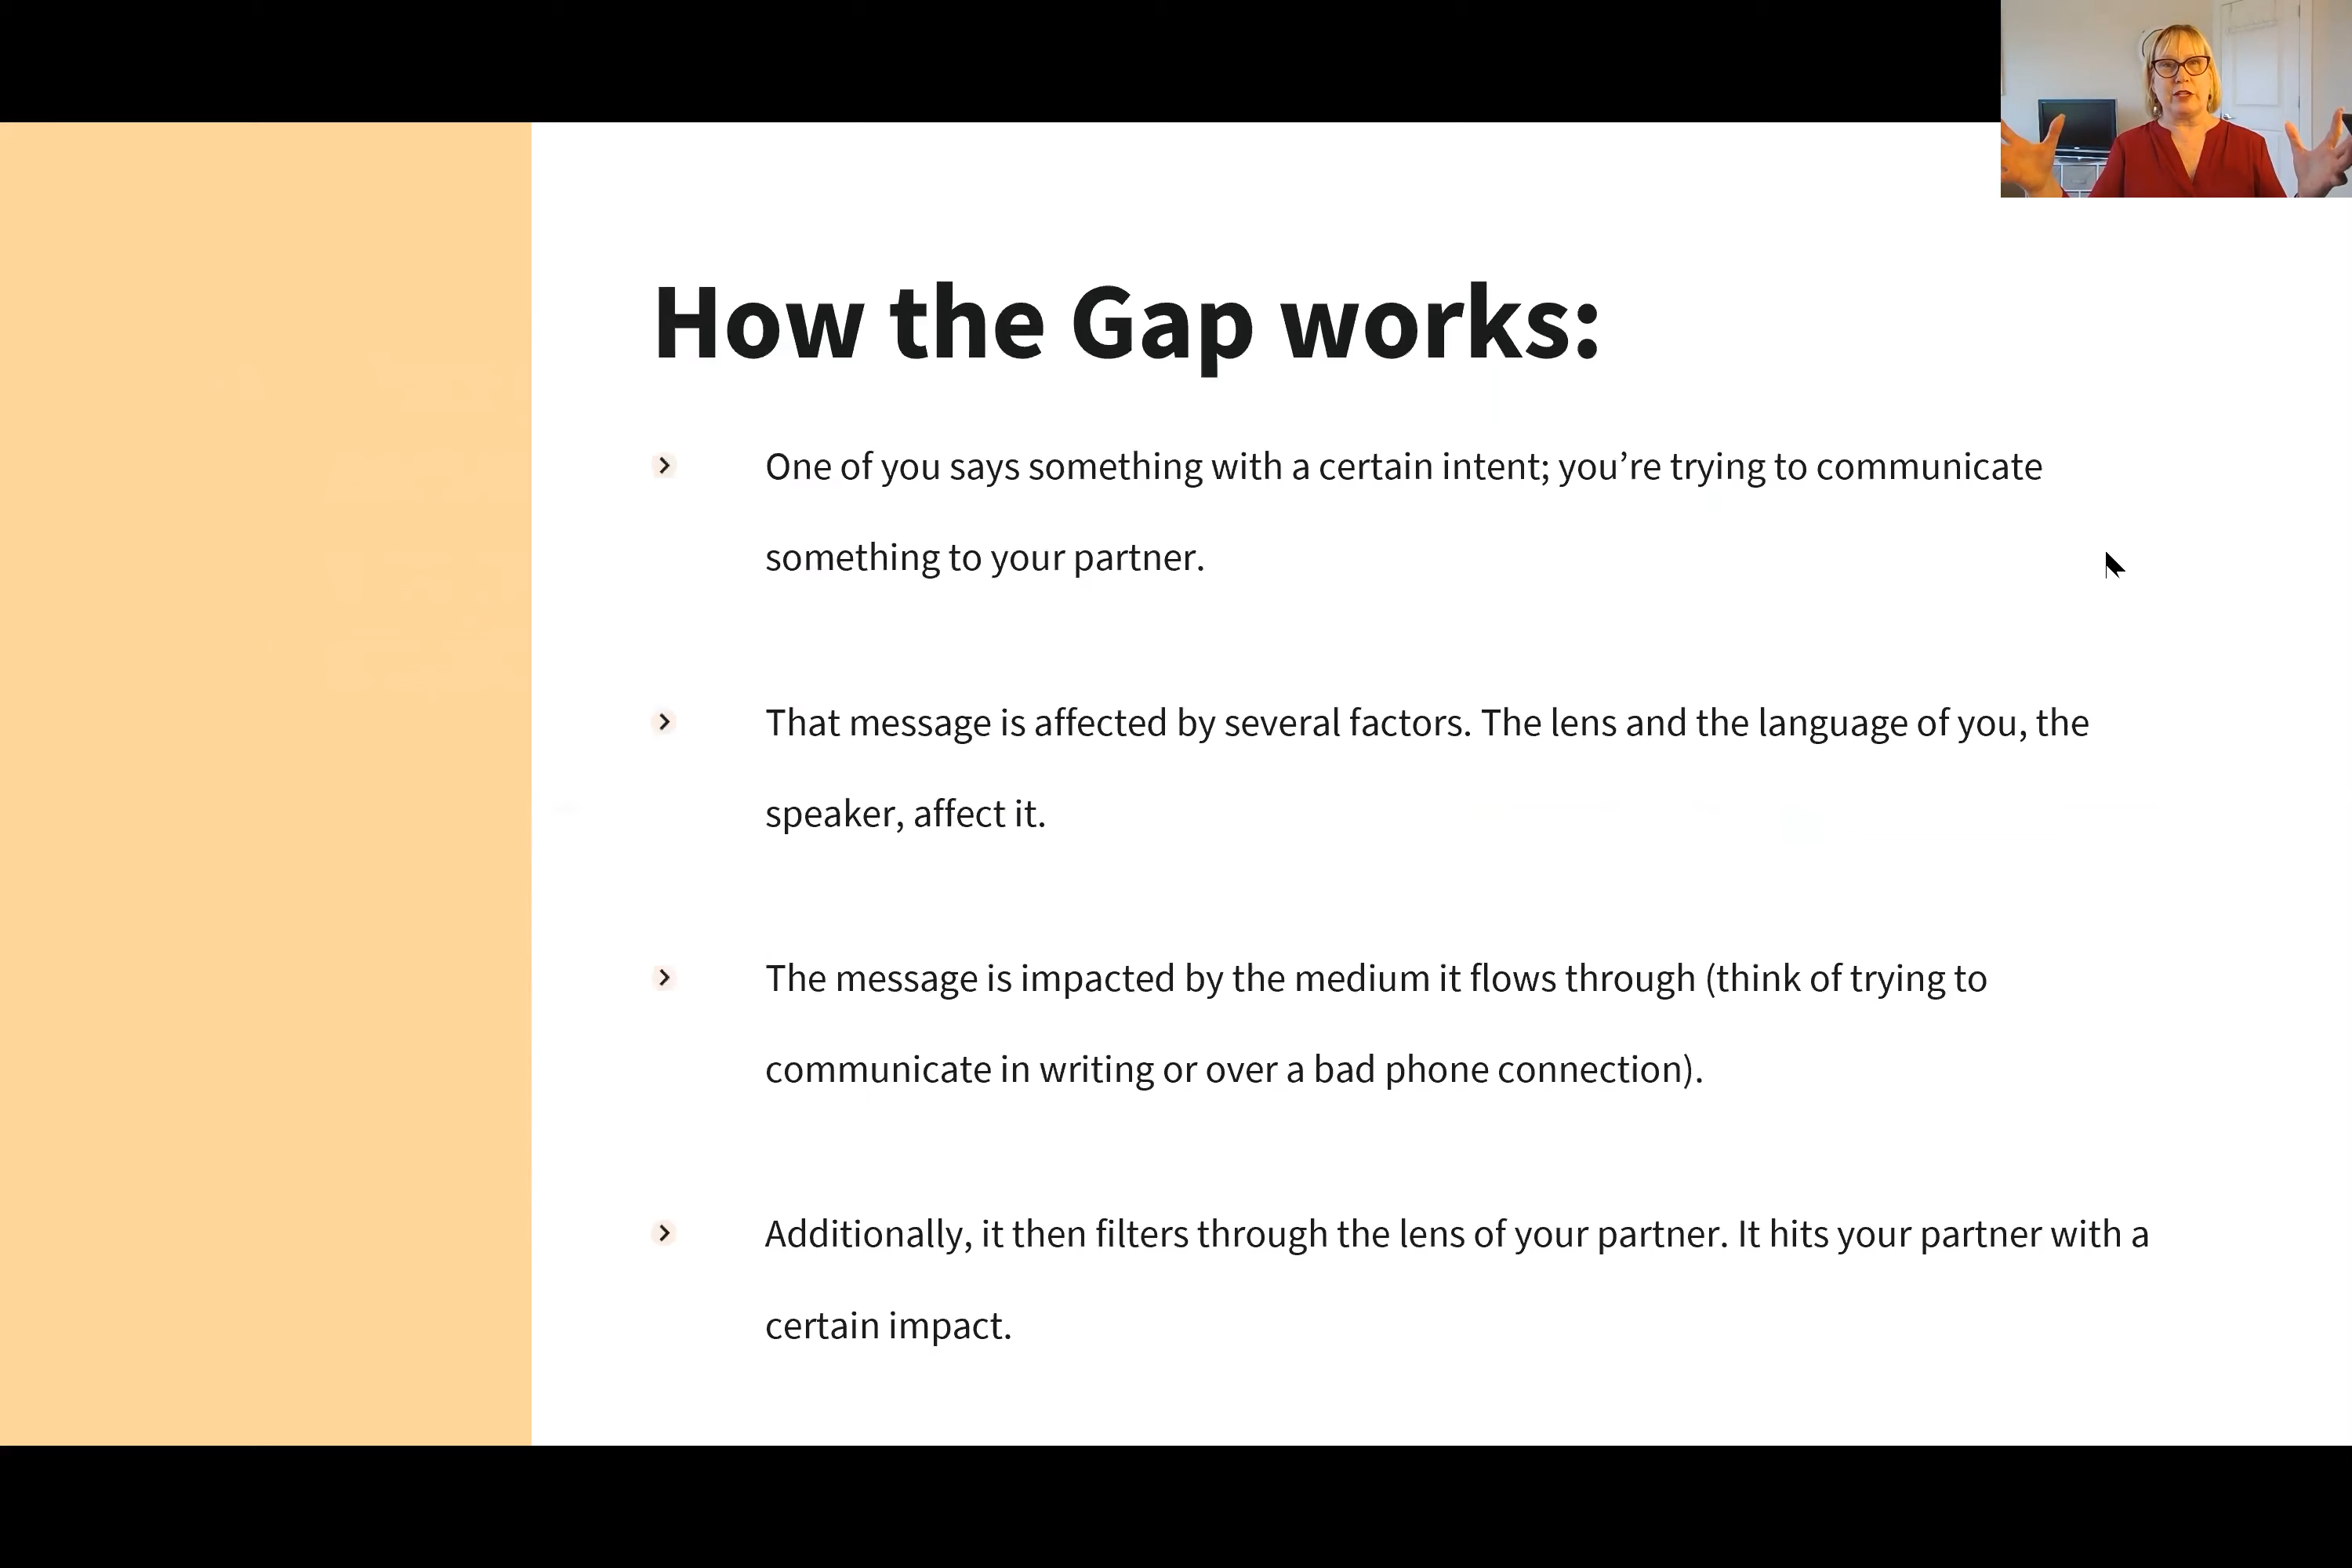 How the Gap works:
One of you says something with a certain intent; you’re trying to communicate
something to your partner.
That message is affected by several factors. The lens and the language of you, the
speaker, affect it.
The message is impacted by the medium it flows through (think of trying to
communicate in writing or over a bad phone connection).
Additionally, it then filters through the lens of your partner. It hits your partner with a
certain impact.